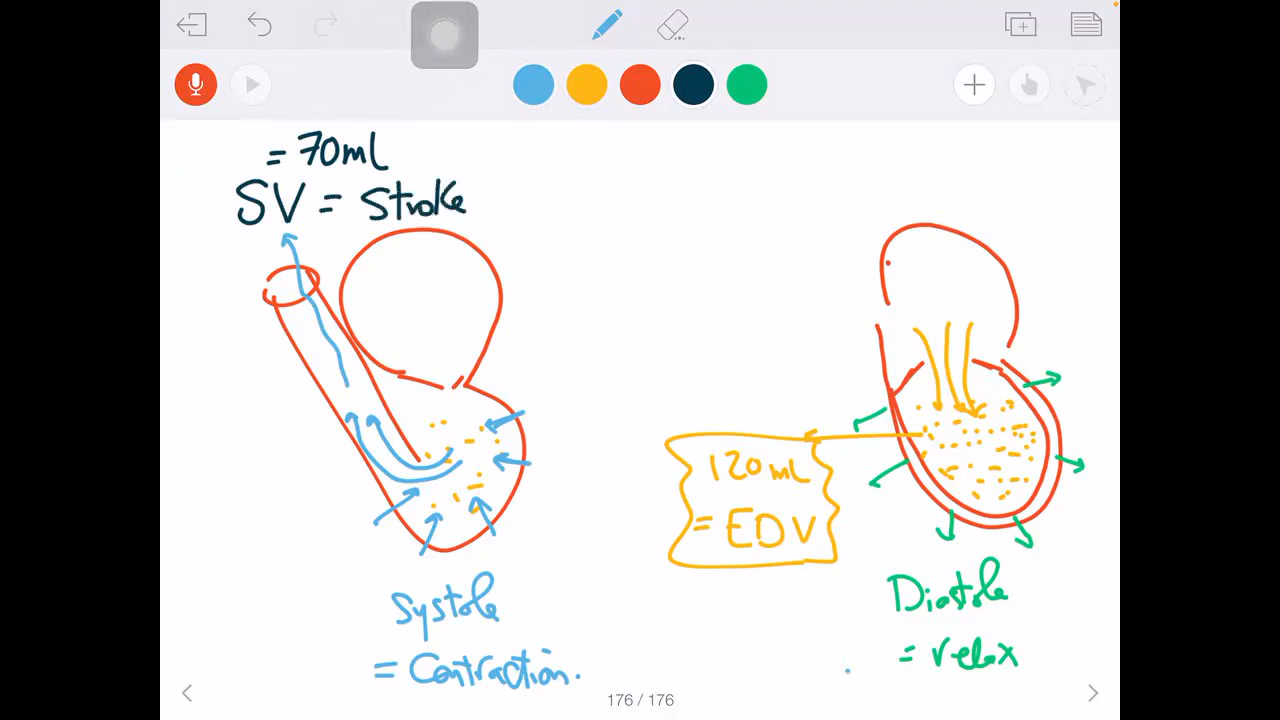 = 70ml
SV = Stroke
120mL
= EDV
Systole
= Contraction.
Diastole
= relax
176 / 176